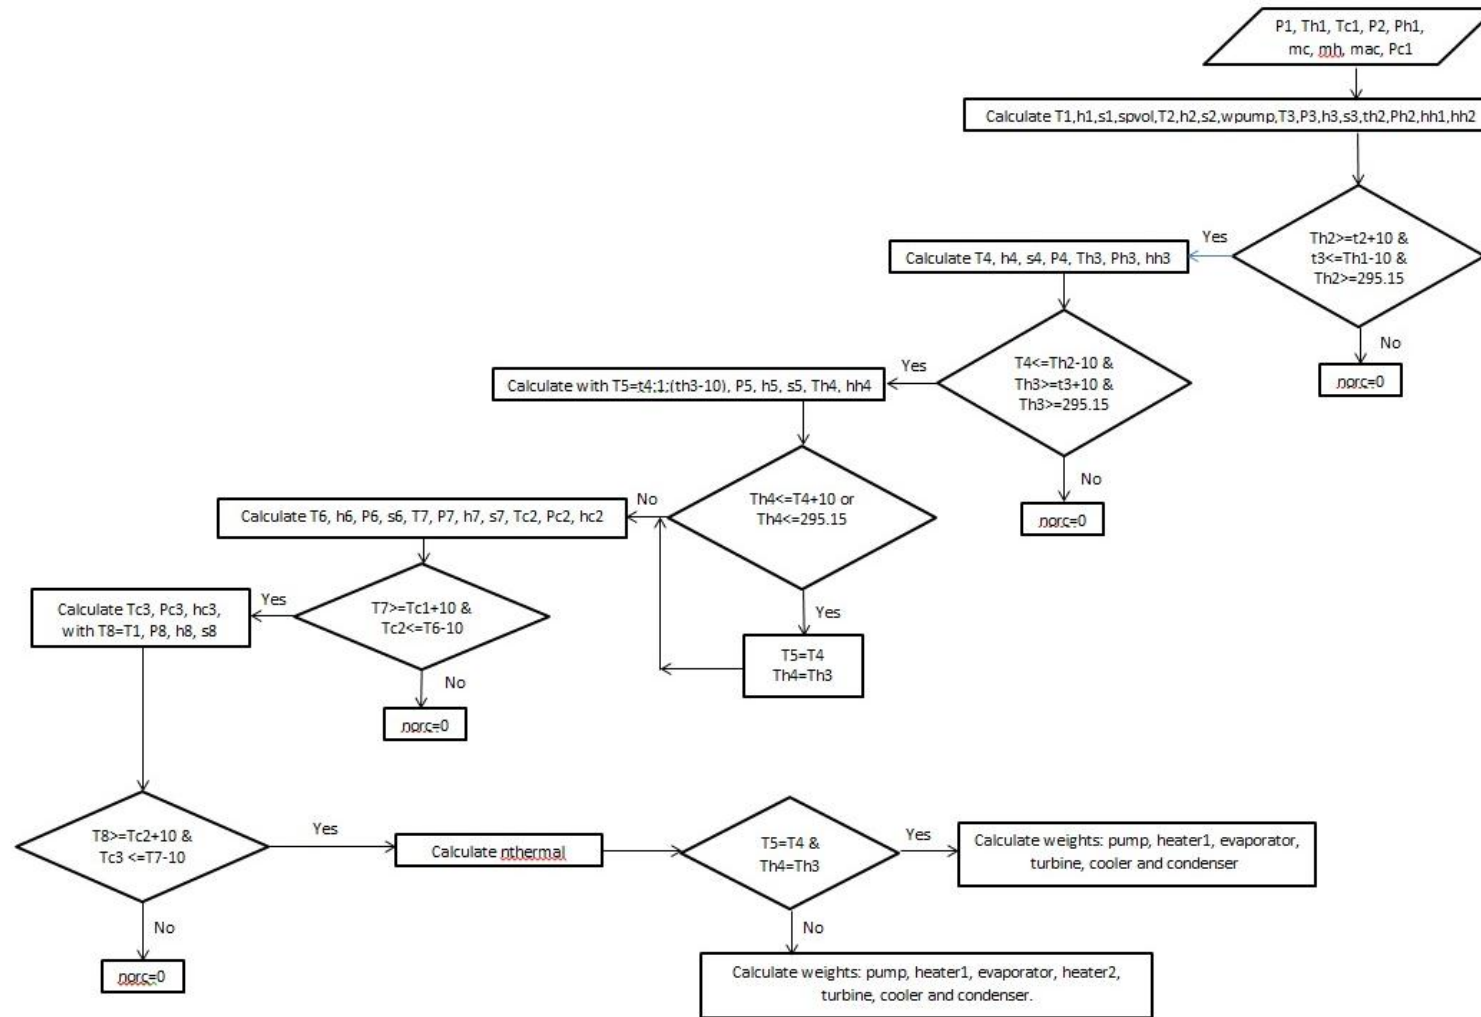 P1, Th1, Tc1, P2, Ph1,
mc, mh, mac, Pc1
Calculate T1,h1,s1,spvol,T2,h2,s2,wpump,T3,P3,h3,s3,th2,Ph2,hh1,hh2
Th2>=t2+10 &
t3<=Th1-10 &
Th2>=295.15
Yes
No
norc=0
Calculate T4, h4, s4, P4, Th3, Ph3, hh3
T4<=Th2-10 &
Th3>=t3+10 &
Th3>=295.15
Yes
No
norc=0
Calculate with T5=t4:1:(th3-10), P5, h5, s5, Th4, hh4
Th4<=T4+10 or
Th4<=295.15
No
Yes
T5=T4
Th4=Th3
Calculate T6, h6, P6, s6, T7, P7, h7, s7, Tc2, Pc2, hc2
T7>=Tc1+10 &
Tc2<=T6-10
Yes
No
norc=0
Calculate Tc3, Pc3, hc3,
with T8=T1, P8, h8, s8
T8>=Tc2+10 &
Tc3 <=T7-10
Yes
No
norc=0
Calculate nthermal
T5=T4 &
Th4=Th3
Yes
Calculate weights: pump, heater1, evaporator,
turbine, cooler and condenser
No
Calculate weights: pump, heater1, evaporator, heater2,
turbine, cooler and condenser.